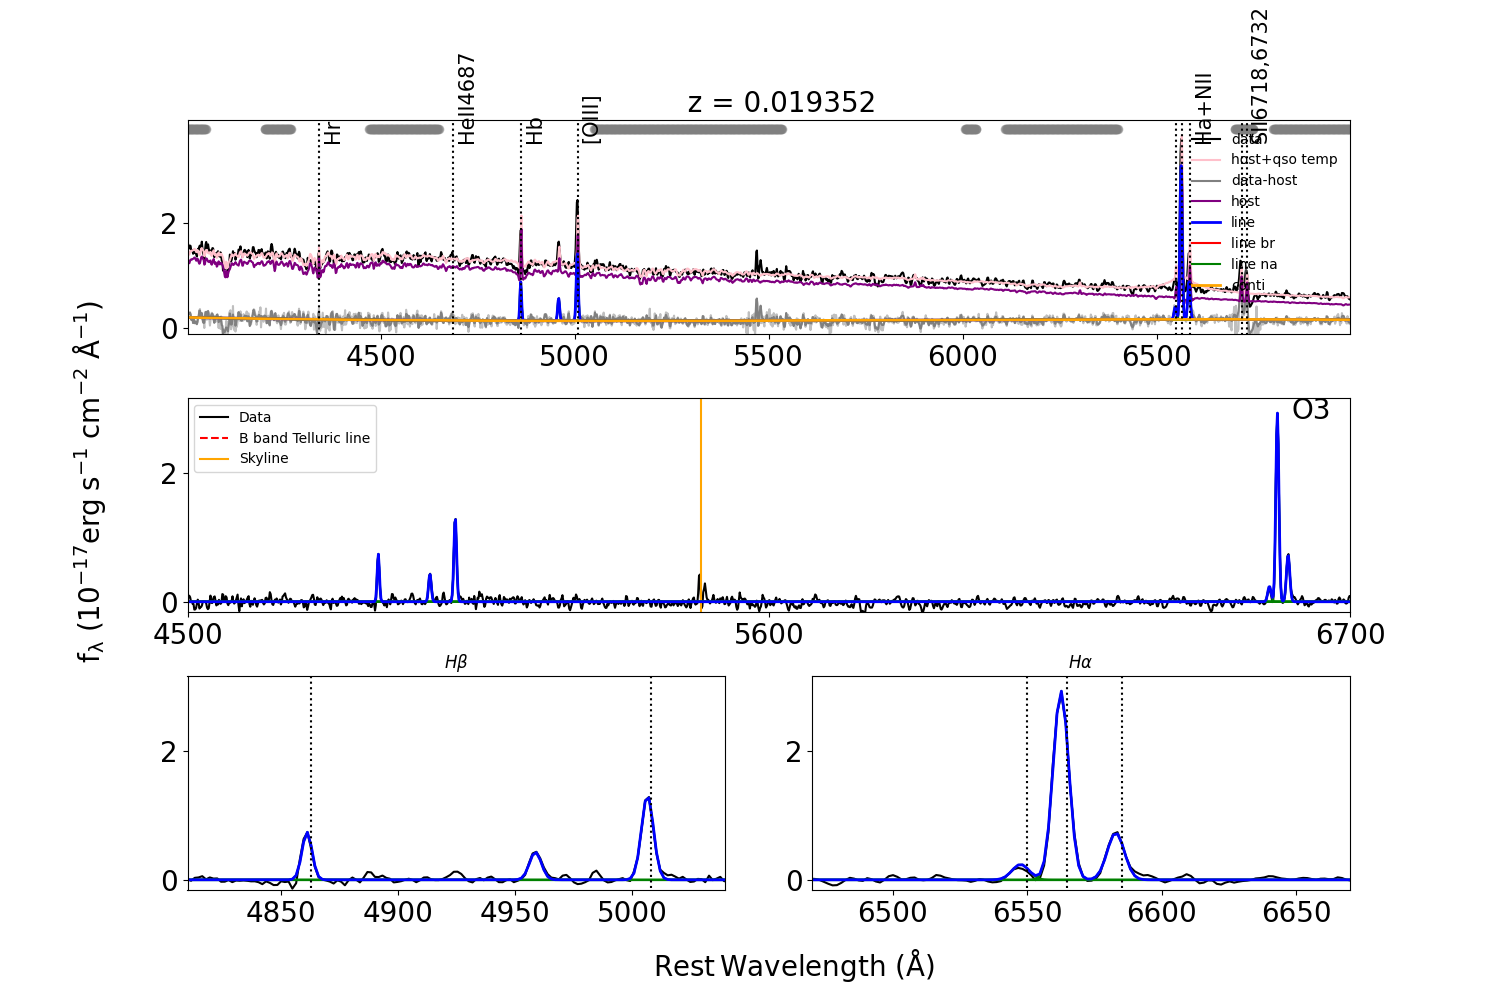 z = 0.019352
Hr
HeII4687
Hb
[OIII]
Ha+NII
SII6718,6732
data
host+qso temp
data-host
host
line
line br
line na
conti
2
0
4500
5000
5500
6000
6500
fλ (10⁻¹⁷erg s⁻¹ cm⁻² Å⁻¹)
Data
B band Telluric line
Skyline
O3
2
0
4500
5600
6700
Hβ
2
0
4850
4900
4950
5000
Hα
2
0
6500
6550
6600
6650
Rest Wavelength (Å)